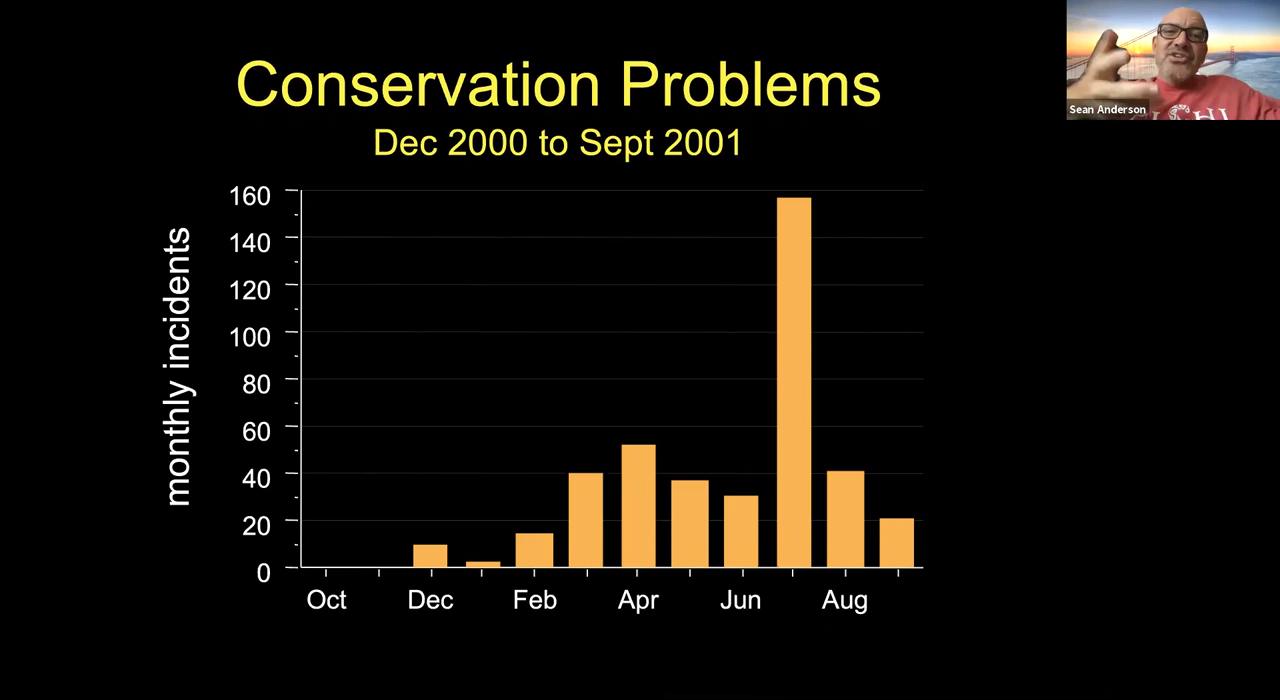 Conservation Problems
Dec 2000 to Sept 2001
monthly incidents
160
140
120
100
80
60
40
20
0
Oct Dec Feb Apr Jun Aug
Sean Anderson